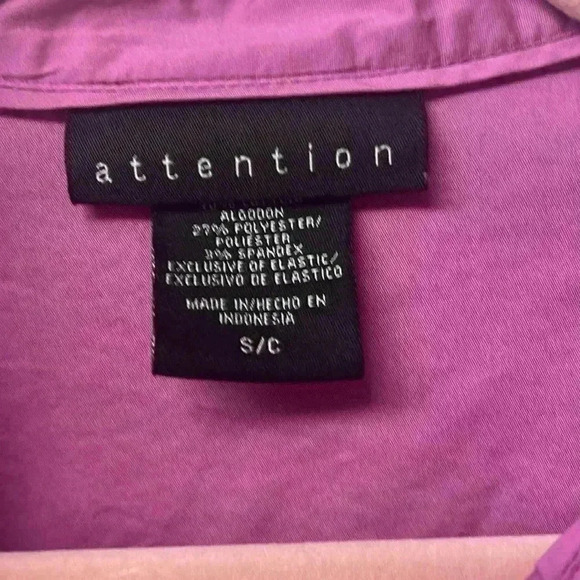 attention
ALGODON
27% POLYESTER/
POLIESTER
3% SPANDEX
EXCLUSIVE OF ELASTIC/
EXCLUSIVO DE ELASTICO
MADE IN/HECHO EN
INDONESIA
S/C